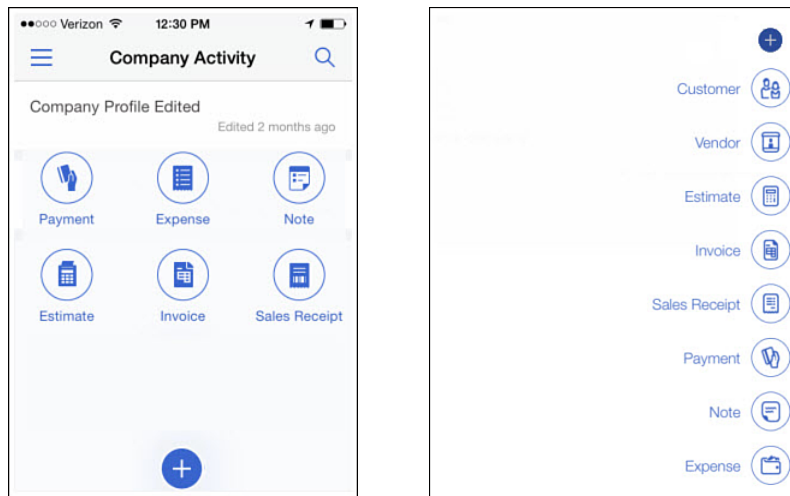 Verizon 12:30 PM
Company Activity
Company Profile Edited
Edited 2 months ago
Payment Expense Note
Estimate Invoice Sales Receipt
Customer
Vendor
Estimate
Invoice
Sales Receipt
Payment
Note
Expense